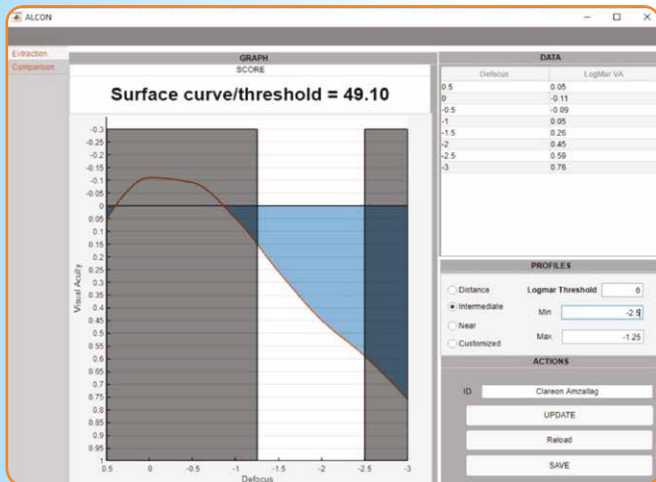 ALCON
Extraction
Comparison
GRAPH
SCORE
Surface curve/threshold = 49.10
-0.3
-0.25
-0.2
-0.15
-0.1
-0.05
0
0.05
0.1
0.15
0.2
0.25
0.3
0.35
0.4
0.45
0.5
0.55
0.6
0.65
0.7
0.75
0.8
0.85
0.9
0.95
1
Visual Acuity
0.5 0 -0.5 -1 -1.5 -2 -2.5 -3
Defocus
DATA
Defocus LogMar VA
0.5 0.05
0 -0.11
-0.5 -0.09
-1 0.05
-1.5 0.26
-2 0.45
-2.5 0.59
-3 0.76
PROFILES
Distance
Intermediate
Near
Customized
Logmar Threshold 0
Min -2.5
Max -1.25
ACTIONS
ID Clareon Amzallag
UPDATE
Reload
SAVE